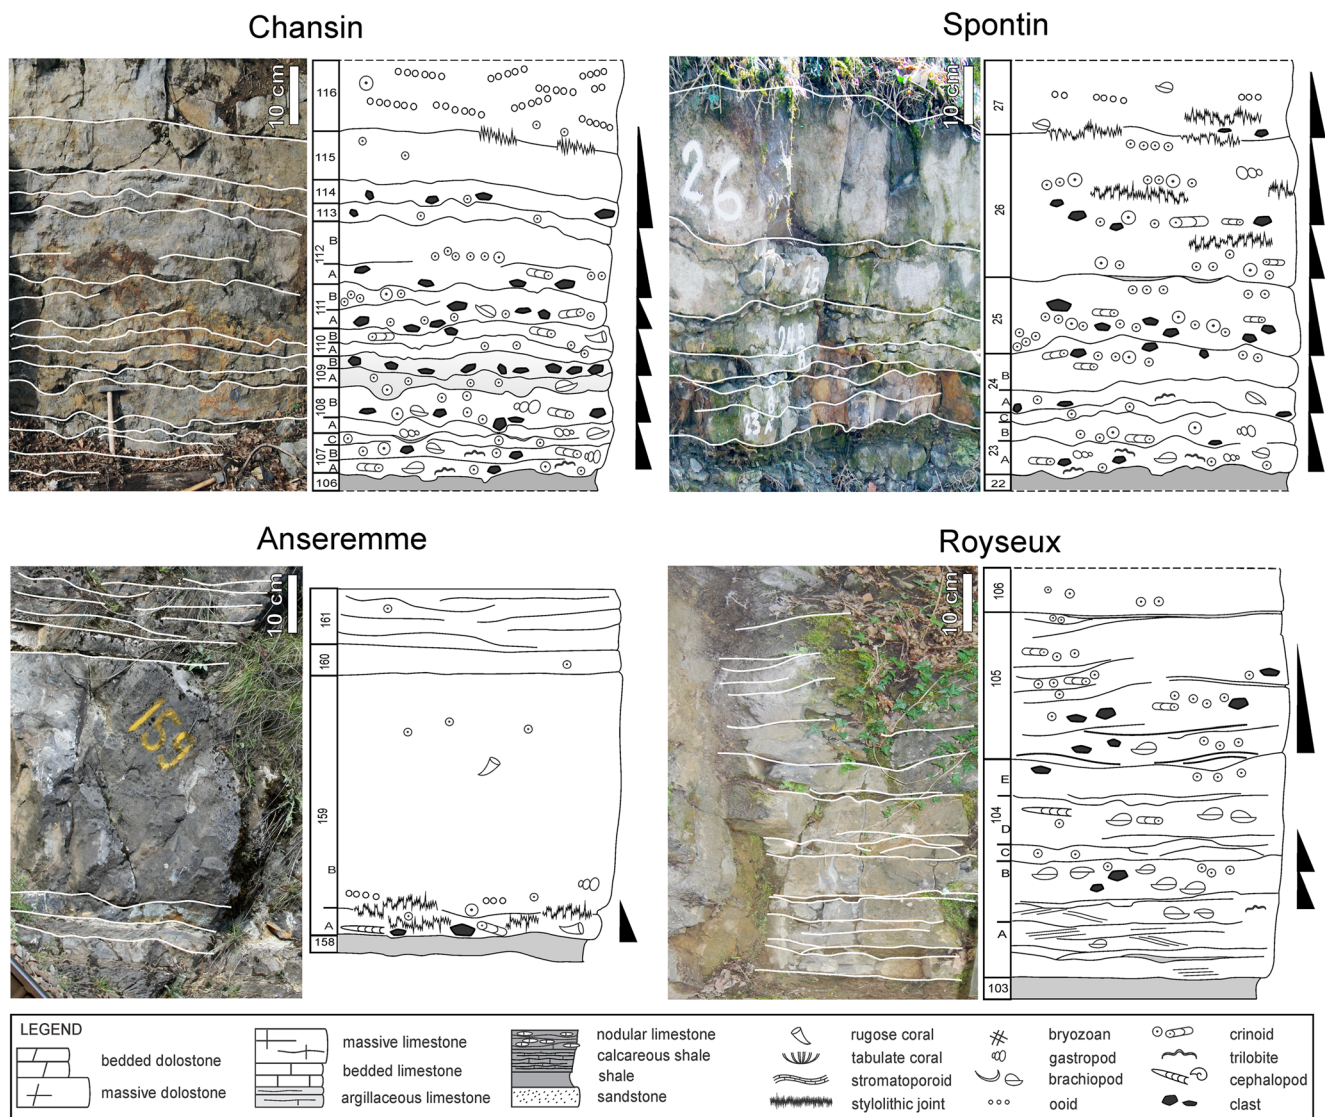 Chansin
Spontin
10 cm
116
115
114
113
B
112
A
B
111
A
B
110
A
B
109
A
B
108
A
C
107
B
A
106
26
25
24 B
10 cm
27
26
25
B
24
A
C
B
23
A
22
Anseremme
Royseux
159
10 cm
161
160
159
B
A
158
10 cm
106
105
E
104
D
C
B
A
103
LEGEND
bedded dolostone
massive dolostone
massive limestone
bedded limestone
argillaceous limestone
nodular limestone
calcareous shale
shale
sandstone
rugose coral
tabulate coral
stromatoporoid
stylolithic joint
bryozoan
gastropod
brachiopod
ooid
crinoid
trilobite
cephalopod
clast